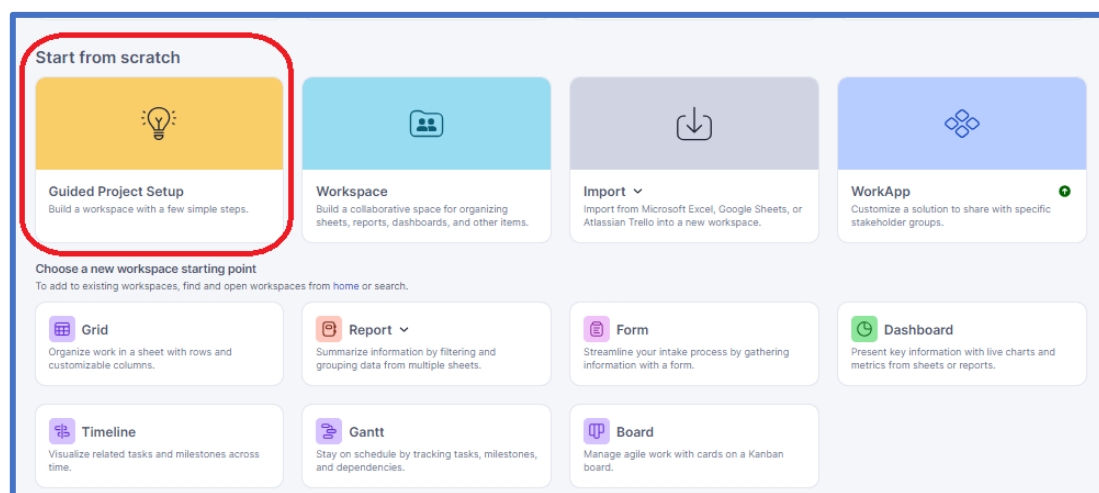 Start from scratch
Guided Project Setup
Build a workspace with a few simple steps.
Workspace
Build a collaborative space for organizing
sheets, reports, dashboards, and other items.
Import
Import from Microsoft Excel, Google Sheets, or
Atlassian Trello into a new workspace.
WorkApp
Customize a solution to share with specific
stakeholder groups.
Choose a new workspace starting point
To add to existing workspaces, find and open workspaces from home or search.
Grid
Organize work in a sheet with rows and
customizable columns.
Report
Summarize information by filtering and
grouping data from multiple sheets.
Form
Streamline your intake process by gathering
information with a form.
Dashboard
Present key information with live charts and
metrics from sheets or reports.
Timeline
Visualize related tasks and milestones across
time.
Gantt
Stay on schedule by tracking tasks, milestones,
and dependencies.
Board
Manage agile work with cards on a Kanban
board.